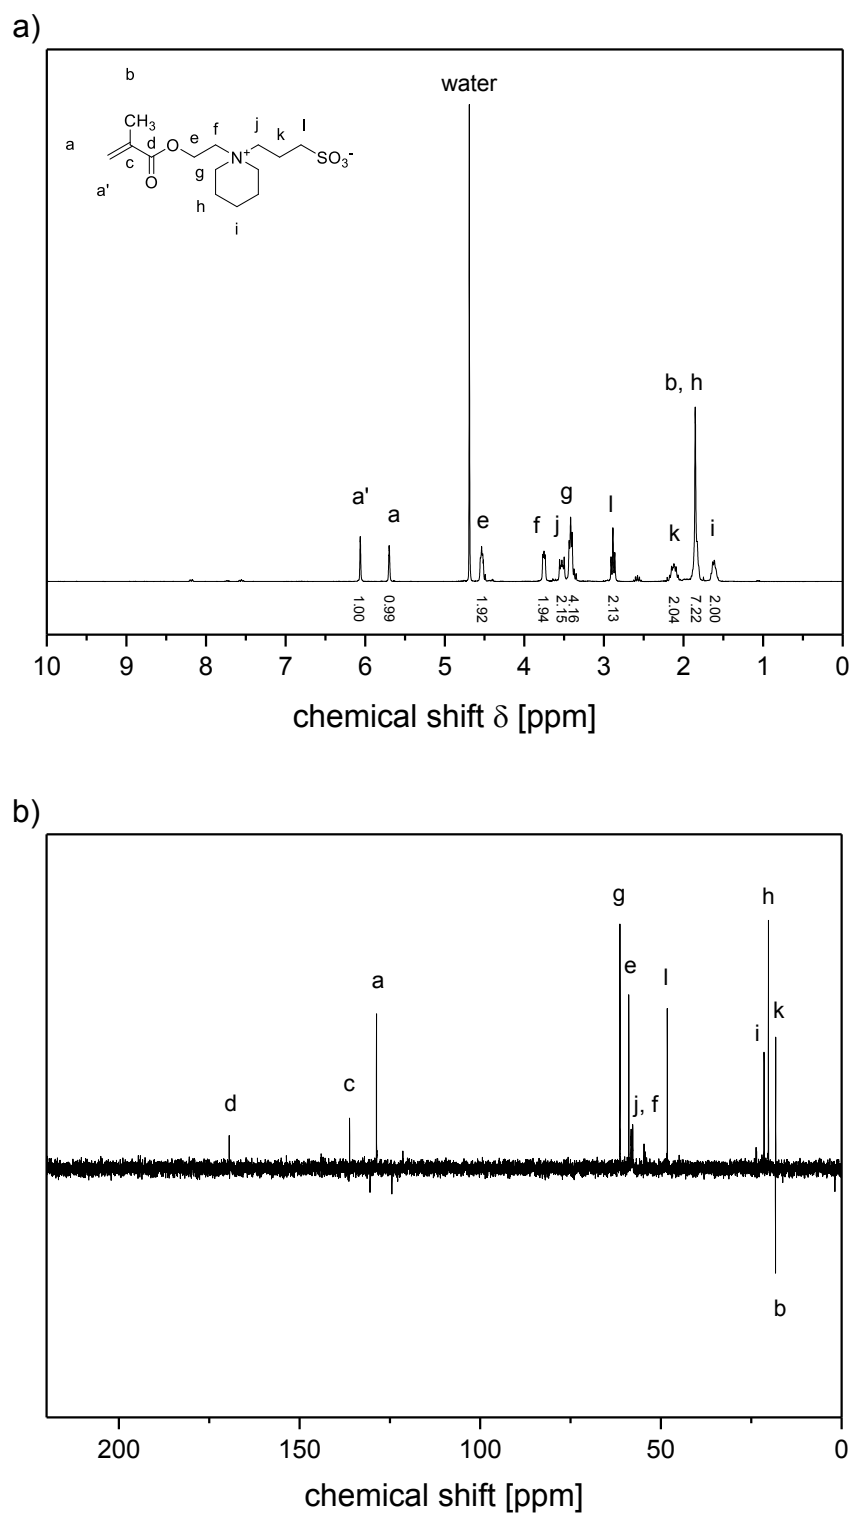 a)
water
b
CH3
a
d
e
f
j
k
l
O
c
N+
SO3-
a'
O
g
h
i
b, h
a'
a
e
f
j
g
l
k
i
1.00
0.99
1.92
1.94
2.15
4.16
2.13
2.04
7.22
2.00
10 9 8 7 6 5 4 3 2 1 0
chemical shift δ [ppm]
b)
g
h
e
a
l
k
i
c
j, f
d
b
200 150 100 50 0
chemical shift [ppm]